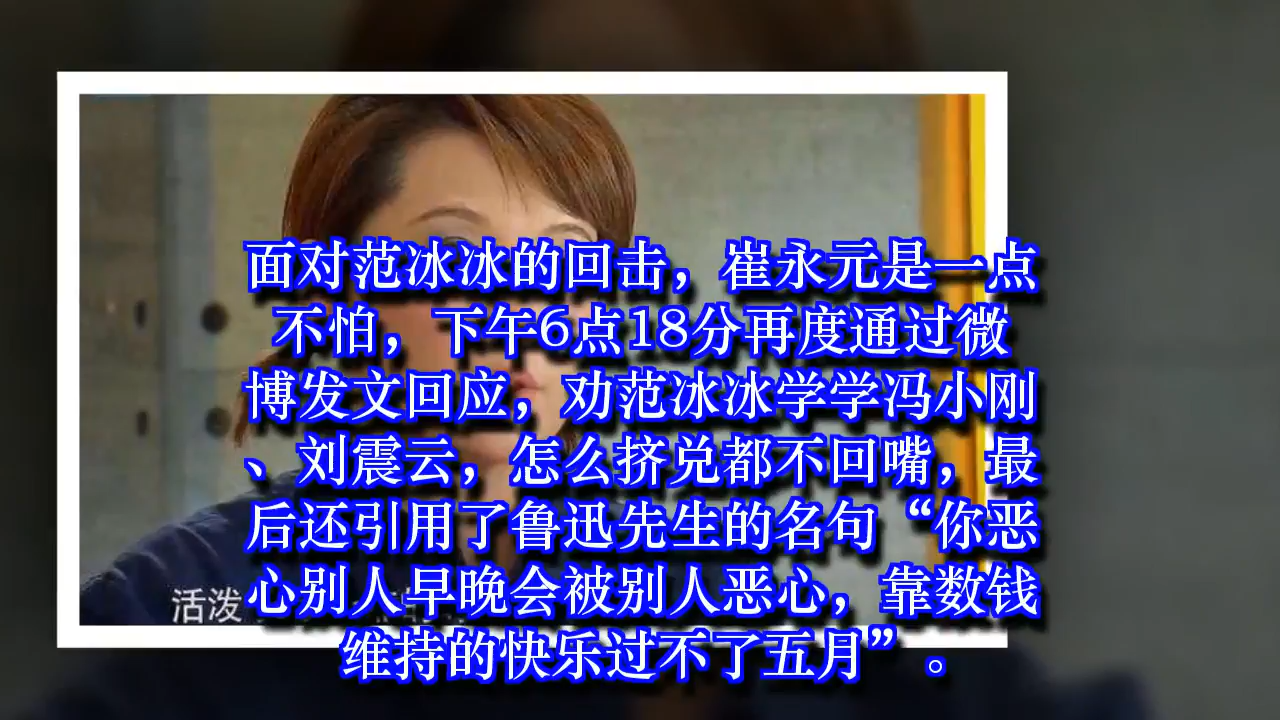 面对范冰冰的回击，崔永元是一点
不怕，下午6点18分再度通过微
博发文回应，劝范冰冰学学冯小刚
、刘震云，怎么挤兑都不回嘴，最
后还引用了鲁迅先生的名句“你恶
心别人早晚会被别人恶心，靠数钱
维持的快乐过不了五月”。
活泼